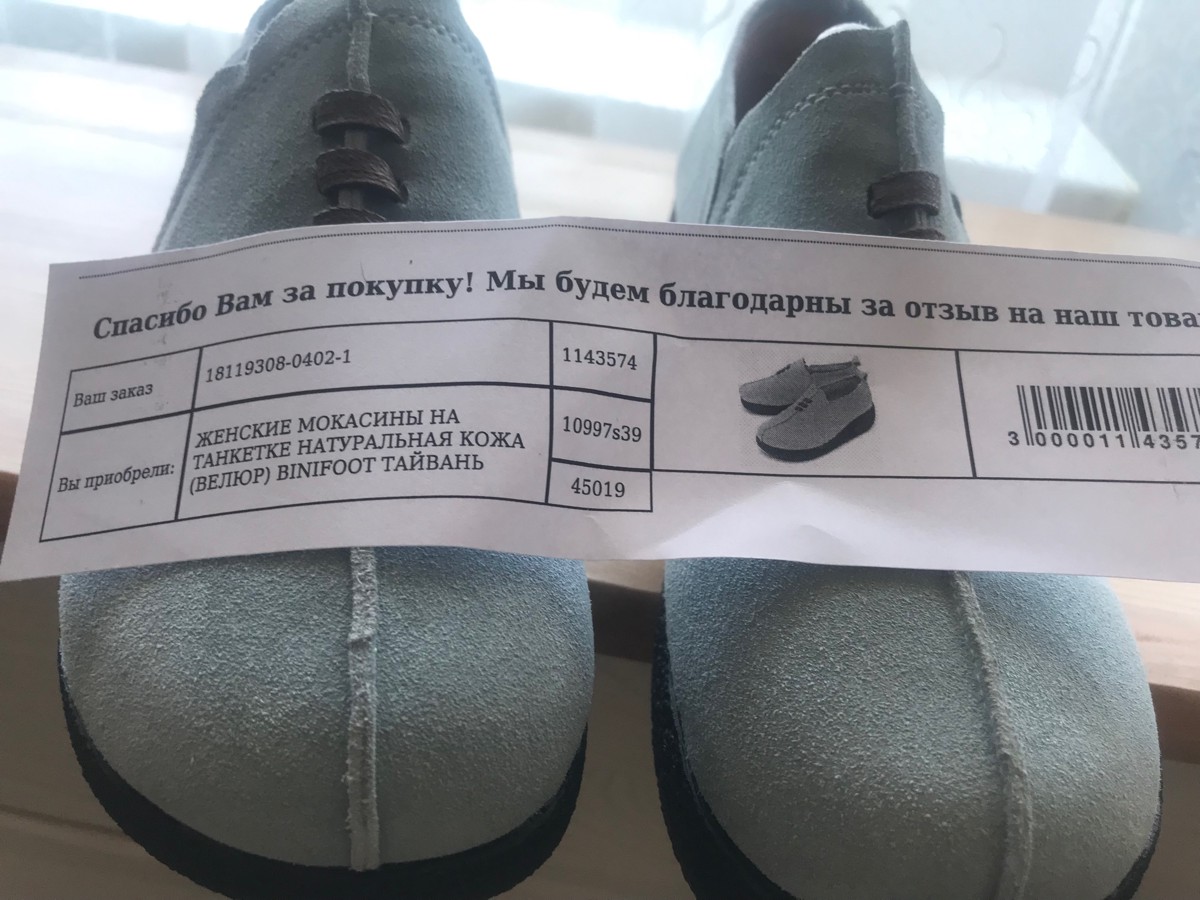 Спасибо Вам за покупку! Мы будем благодарны за отзыв на наш
Ваш заказ
18119308-0402-1
1143574
Вы приобрели:
ЖЕНСКИЕ МОКАСИНЫ НА
ТАНКЕТКЕ НАТУРАЛЬНАЯ КОЖА
(ВЕЛЮР) BINIFOOT ТАЙВАНЬ
10997s39
45019
3 000011 4357